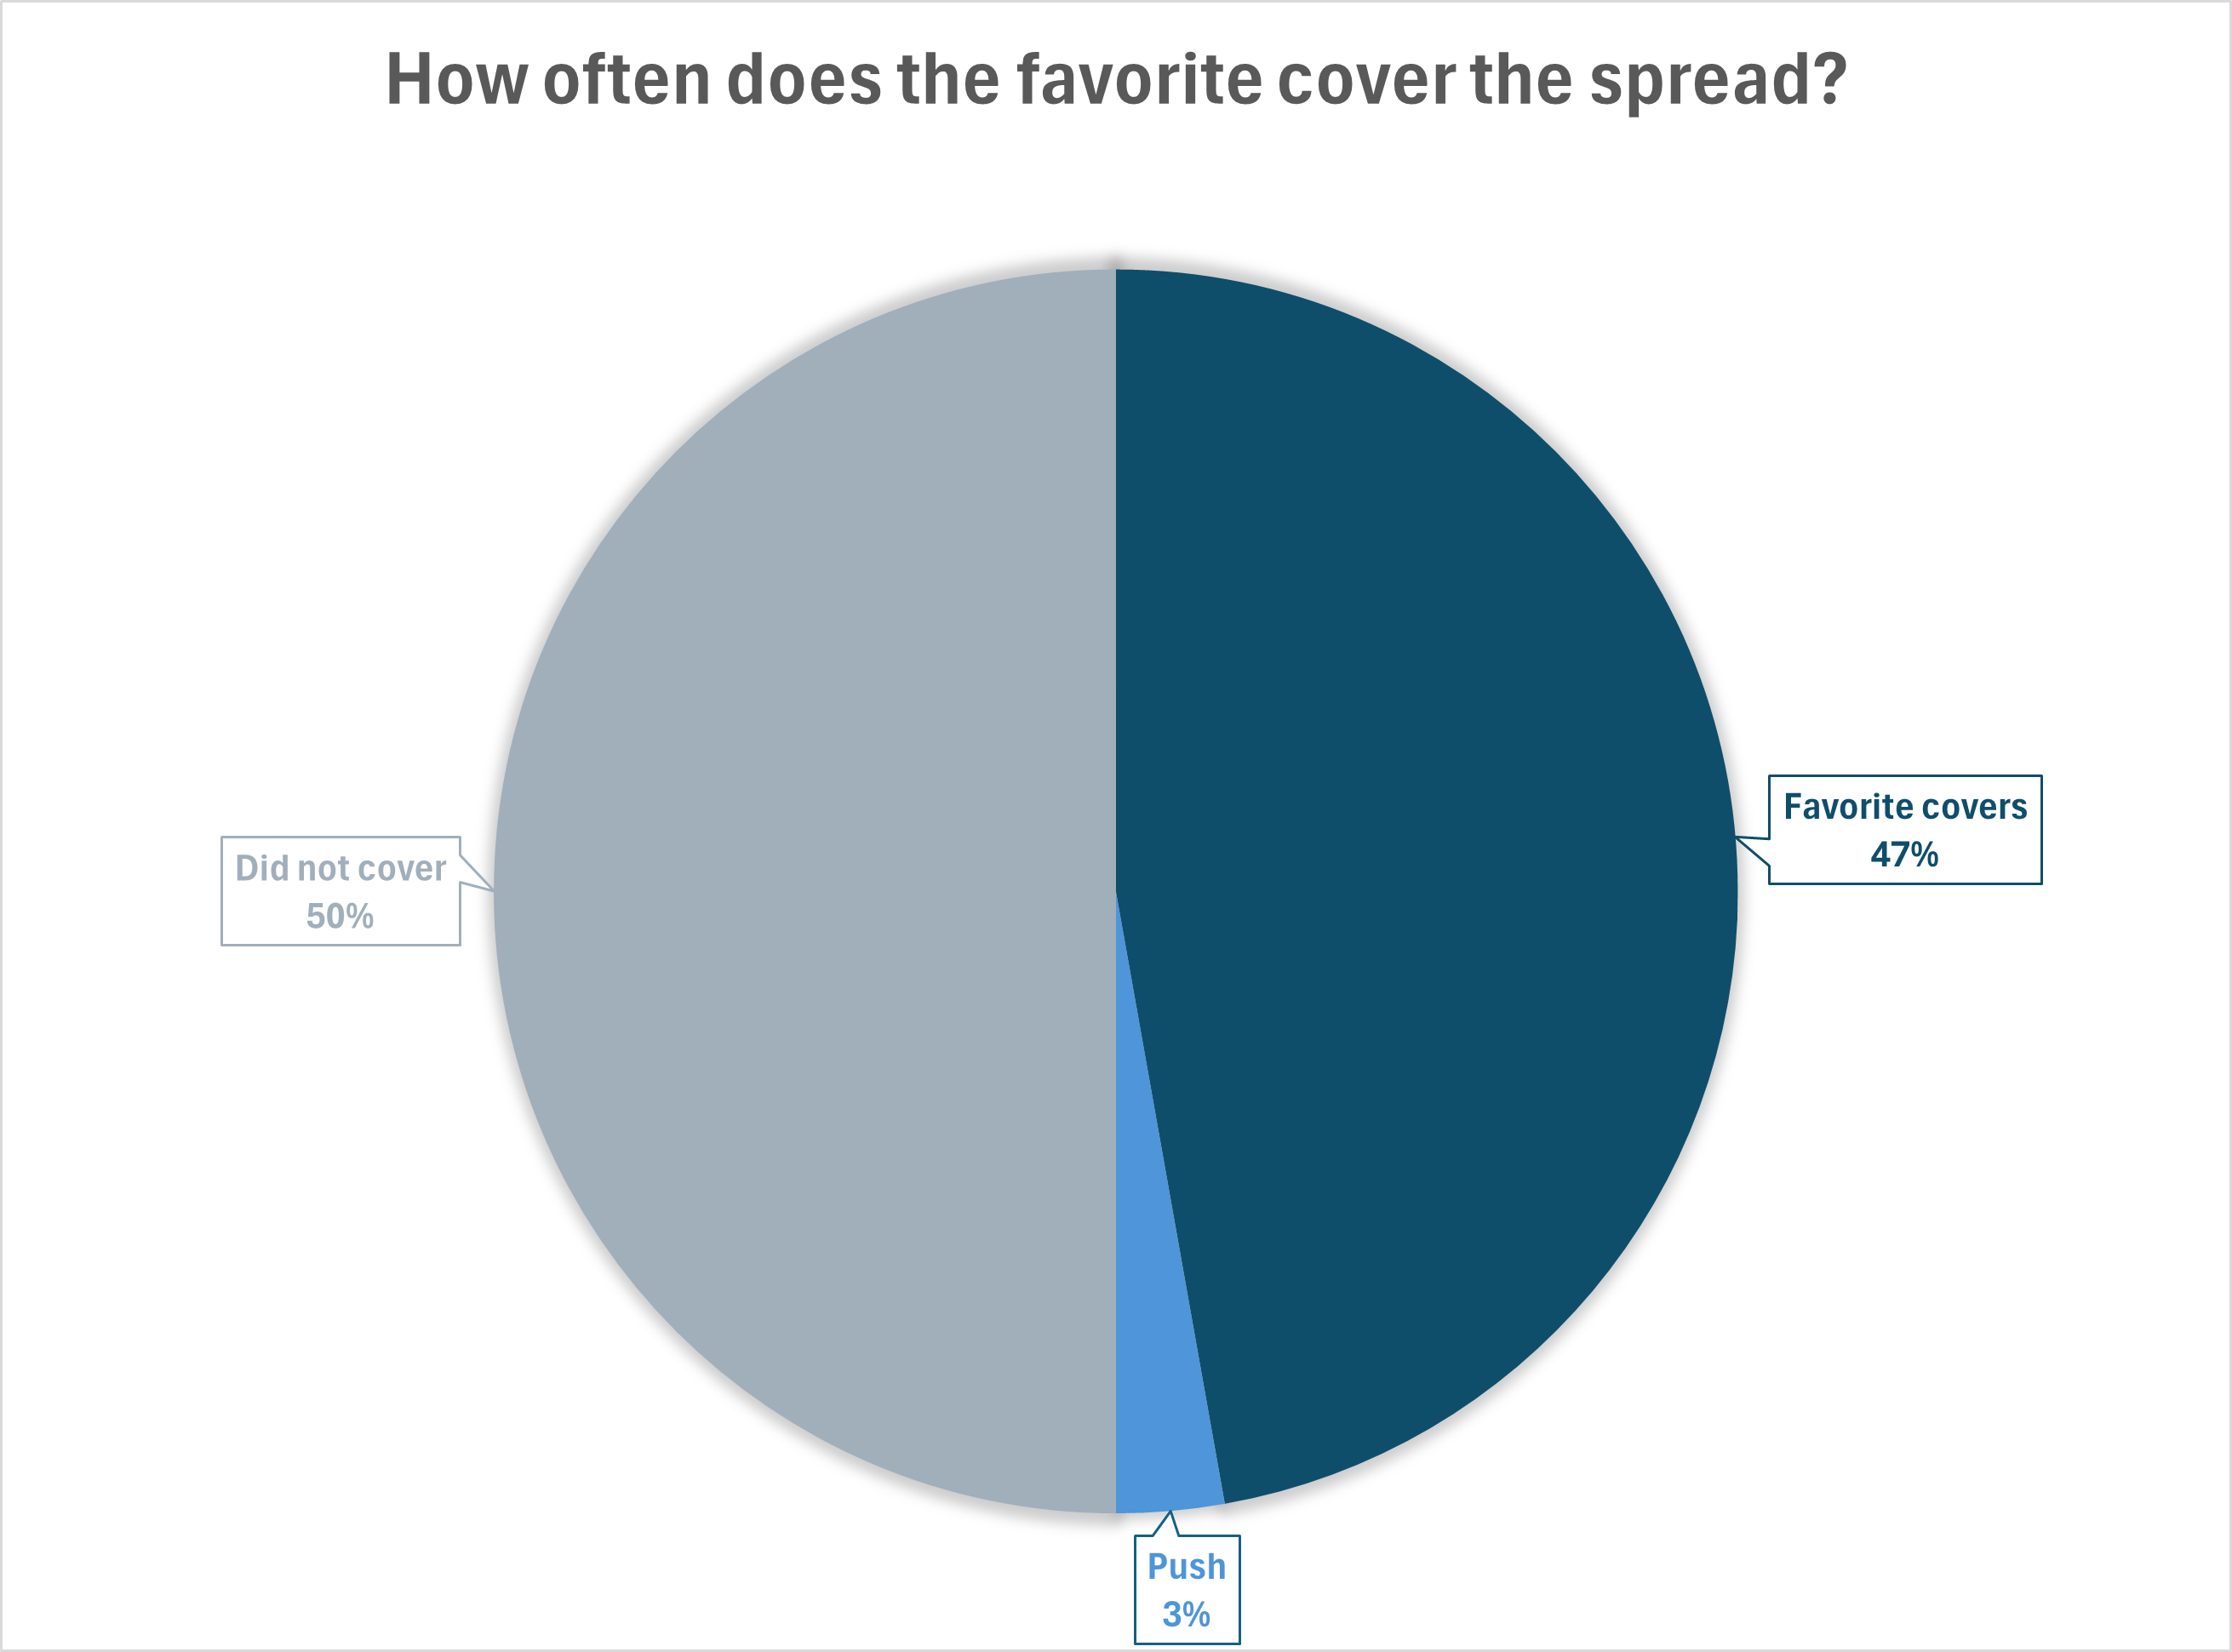 How often does the favorite cover the spread?
Favorite covers
47%
Did not cover
50%
Push
3%